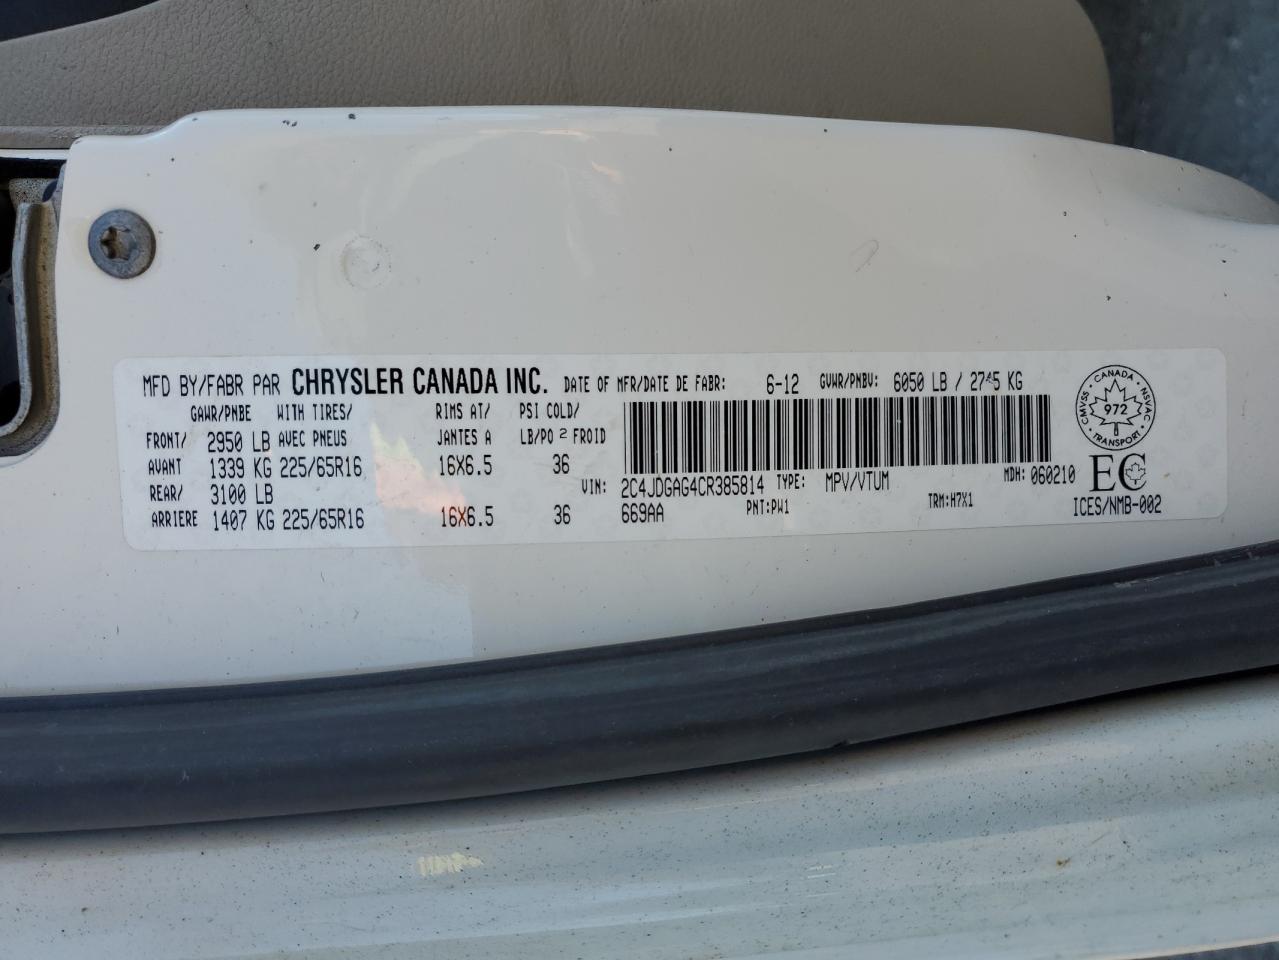 MFD BY/FABR PAR CHRYSLER CANADA INC. DATE OF MFR/DATE DE FABR: 6-12 GVWR/PNBV: 6050 LB / 2745 KG
GAWR/PNBE WITH TIRES/ RIMS AT/ PSI COLD/
FRONT/ 2950 LB AVEC PNEUS JANTES A LB/PO 2 FROID
AVANT 1339 KG 225/65R16 16X6.5 36
REAR/ 3100 LB VIN: 2C4JDGAG4CR385814 TYPE: MPV/VTUM MDH: 060210
ARRIERE 1407 KG 225/65R16 16X6.5 36 669AA PNT:PW1 TRM:H7X1
CANADA
CMVSS NSVAC
972
TRANSPORT
EC
ICES/NMB-002